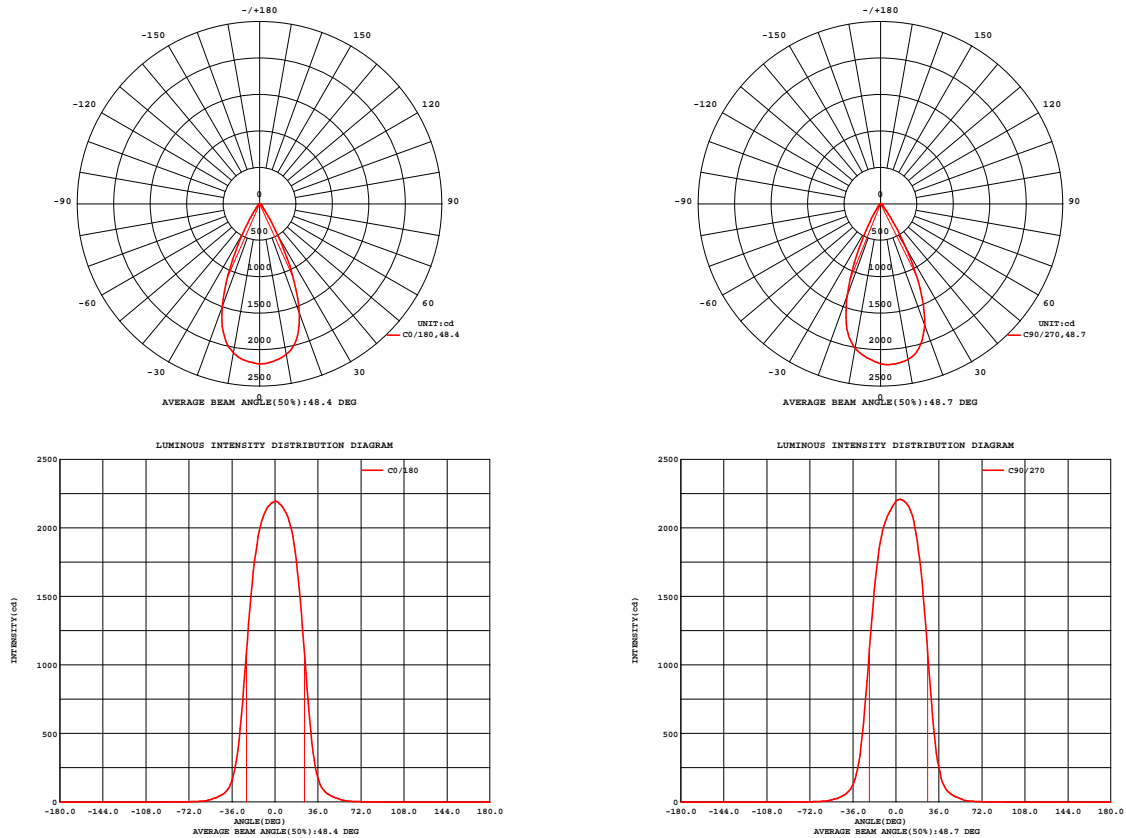 -/+180
-150
150
-120
120
-90
90
0
500
1000
1500
2000
2500
-60
60
-30
30
0
UNIT:cd
C0/180,48.4
AVERAGE BEAM ANGLE(50%):48.4 DEG
-/+180
-150
150
-120
120
-90
90
0
500
1000
1500
2000
2500
-60
60
-30
30
0
UNIT:cd
C90/270,48.7
AVERAGE BEAM ANGLE(50%):48.7 DEG
LUMINOUS INTENSITY DISTRIBUTION DIAGRAM
C0/180
INTENSITY(cd)
2500
2000
1500
1000
500
0
-180.0 -144.0 -108.0 -72.0 -36.0 0.0 36.0 72.0 108.0 144.0 180.0
ANGLE(DEG)
AVERAGE BEAM ANGLE(50%):48.4 DEG
LUMINOUS INTENSITY DISTRIBUTION DIAGRAM
C90/270
INTENSITY(cd)
2500
2000
1500
1000
500
0
-180.0 -144.0 -108.0 -72.0 -36.0 0.0 36.0 72.0 108.0 144.0 180.0
ANGLE(DEG)
AVERAGE BEAM ANGLE(50%):48.7 DEG